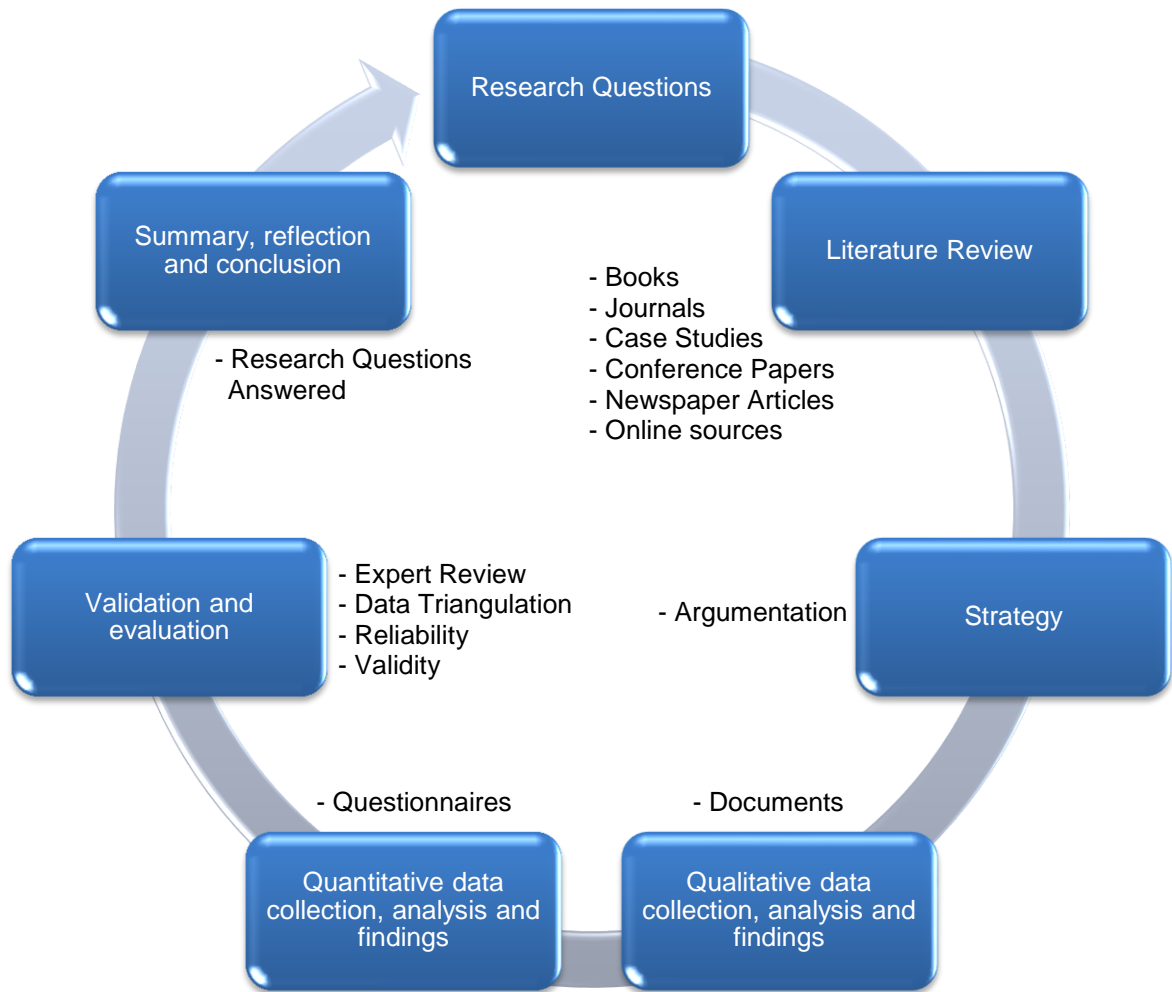 Research Questions
Literature Review
- Books
- Journals
- Case Studies
- Conference Papers
- Newspaper Articles
- Online sources
Strategy
- Argumentation
Qualitative data
collection, analysis and
findings
- Documents
Quantitative data
collection, analysis and
findings
- Questionnaires
Validation and
evaluation
- Expert Review
- Data Triangulation
- Reliability
- Validity
Summary, reflection
and conclusion
- Research Questions
Answered